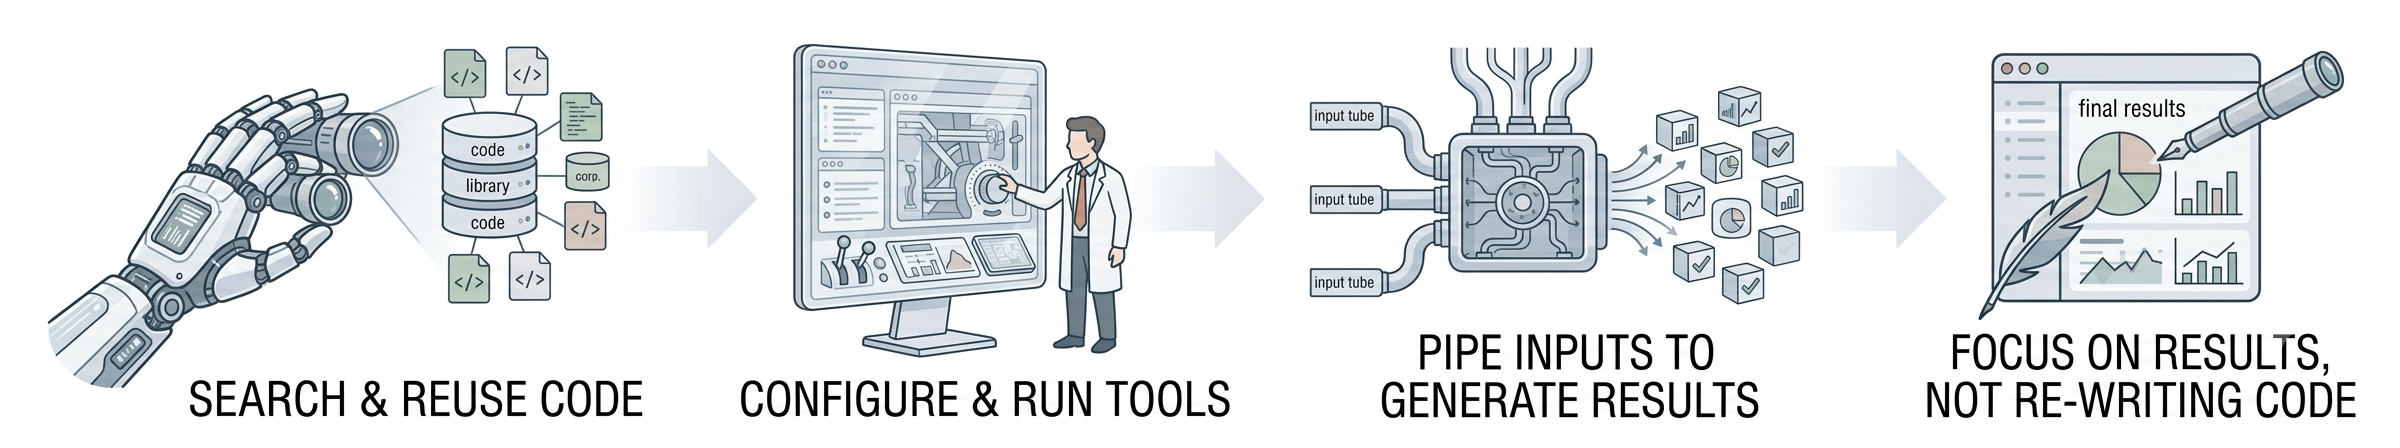 </>
</>
code
library
code
corp.
</>
</>
</>
SEARCH & REUSE CODE
CONFIGURE & RUN TOOLS
input tube
input tube
input tube
PIPE INPUTS TO
GENERATE RESULTS
final results
FOCUS ON RESULTS,
NOT RE-WRITING CODE